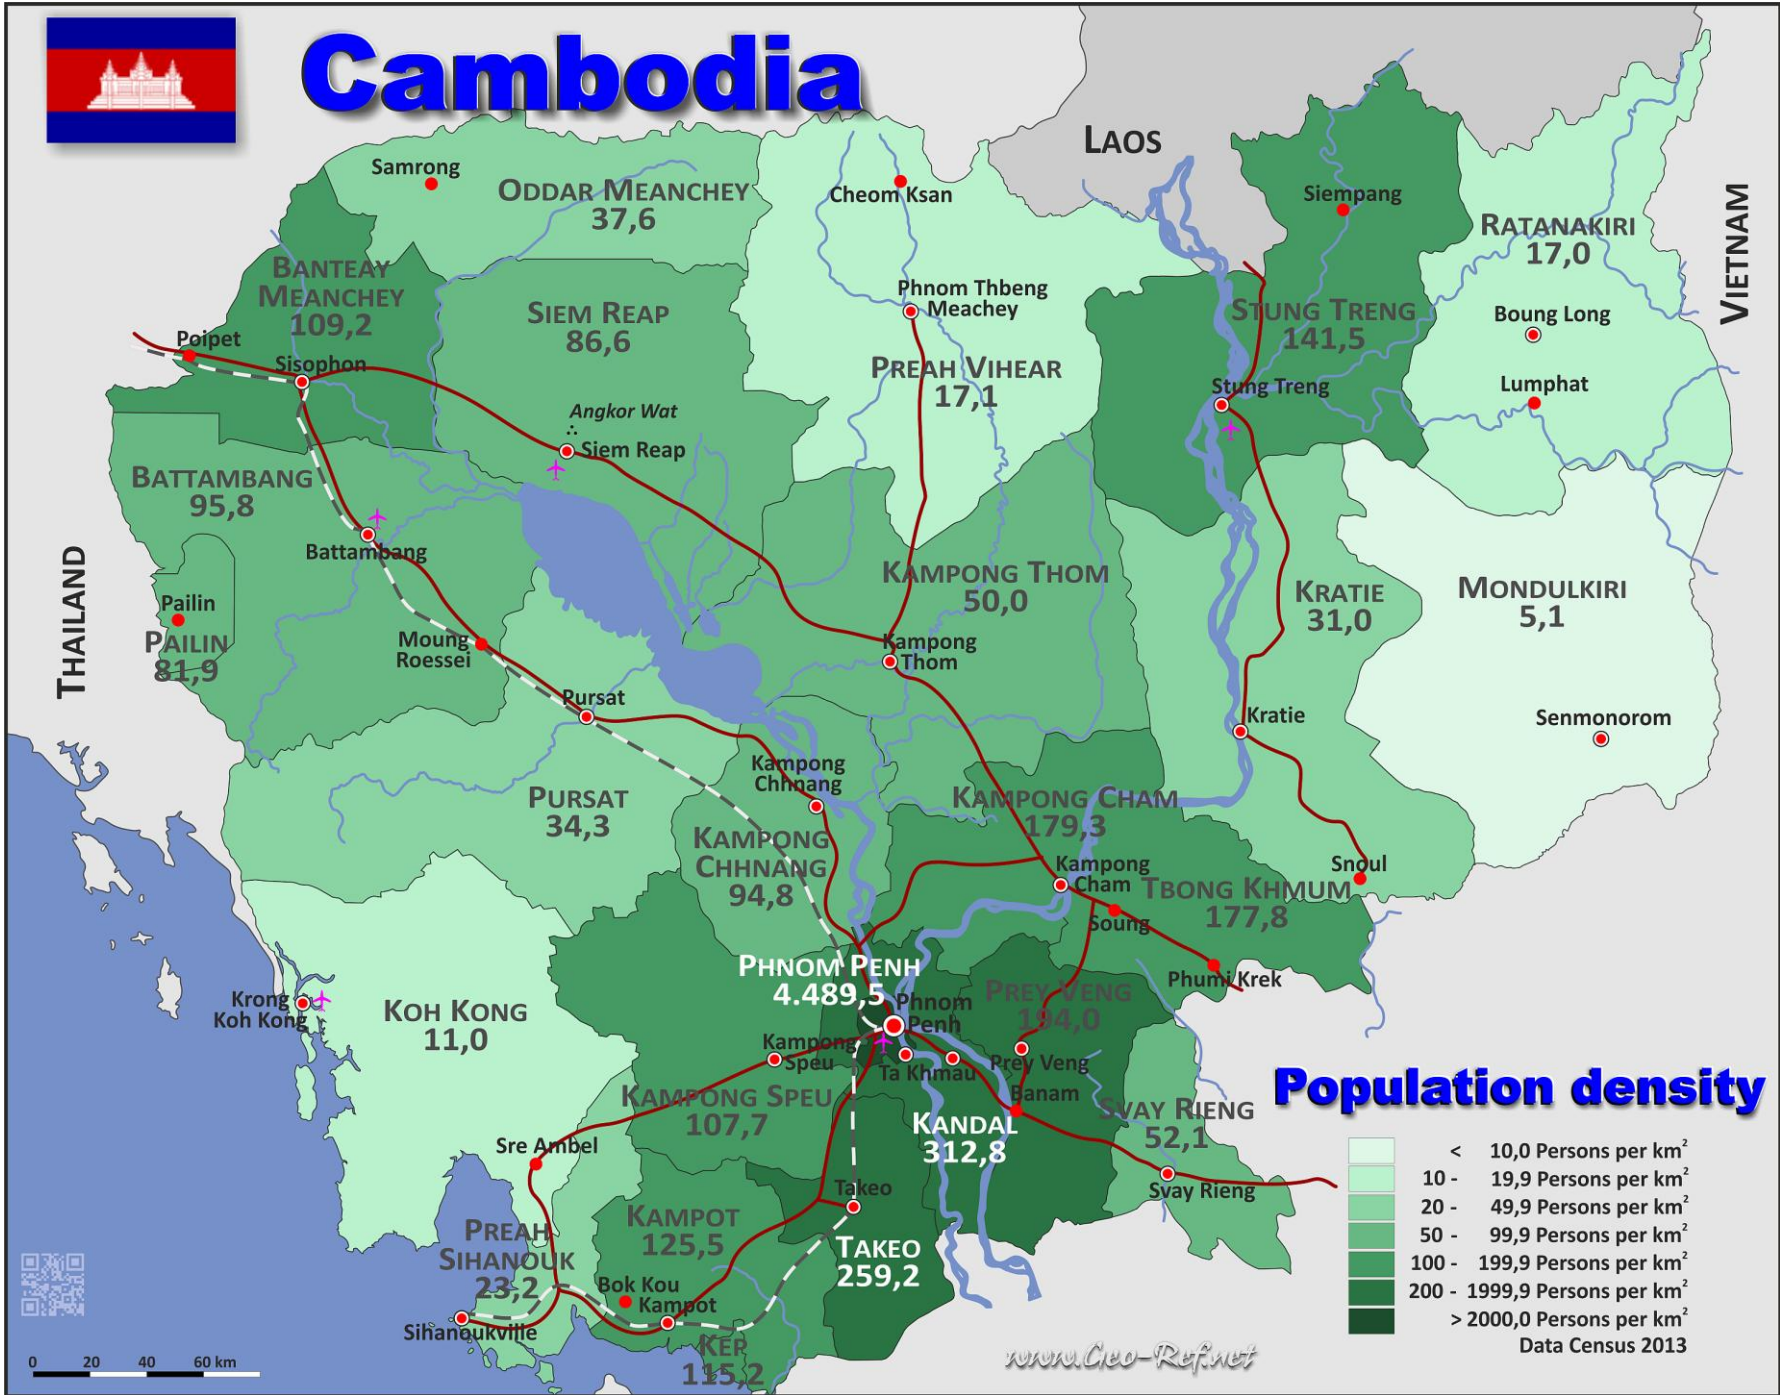 Cambodia
LAOS
THAILAND
VIETNAM
Samrong
ODDAR MEANCHEY
37,6
Cheom Ksan
Siempang
RATANAKIRI
17,0
BANTEAY
MEANCHEY
109,2
SIEM REAP
86,6
Phnom Thbeng
Meachey
STUNG TRENG
141,5
Boung Long
Poipet
Sisophon
PREAH VIHEAR
17,1
Stung Treng
Lumphat
Angkor Wat
Siem Reap
BATTAMBANG
95,8
Battambang
KAMPONG THOM
50,0
KRATIE
31,0
MONDULKIRI
5,1
Pailin
PAILIN
81,9
Moung
Roessei
Kampong
Thom
Pursat
Kratie
Senmonorom
Kampong
Chhnang
PURSAT
34,3
KAMPONG CHAM
179,3
KAMPONG
CHHNANG
94,8
Kampong
Cham
Snoul
TBONG KHMUM
177,8
Soung
PHNOM PENH
4.489,5
Phumi Krek
Krong
Koh Kong
KOH KONG
11,0
Phnom
Penh
PREY VENG
194,0
Kampong
Speu
Ta Khmau
Prey Veng
Banam
KAMPONG SPEU
107,7
KANDAL
312,8
SVAY RIENG
52,1
Sre Ambel
Takeo
Svay Rieng
PREAH
SIHANOUK
23,2
KAMPOT
125,5
TAKEO
259,2
Bok Kou
Kampot
Sihanoukville
KEP
115,2
Population density
< 10,0 Persons per km²
10 - 19,9 Persons per km²
20 - 49,9 Persons per km²
50 - 99,9 Persons per km²
100 - 199,9 Persons per km²
200 - 1999,9 Persons per km²
> 2000,0 Persons per km²
Data Census 2013
www.Geo-Ref.net
0 20 40 60 km